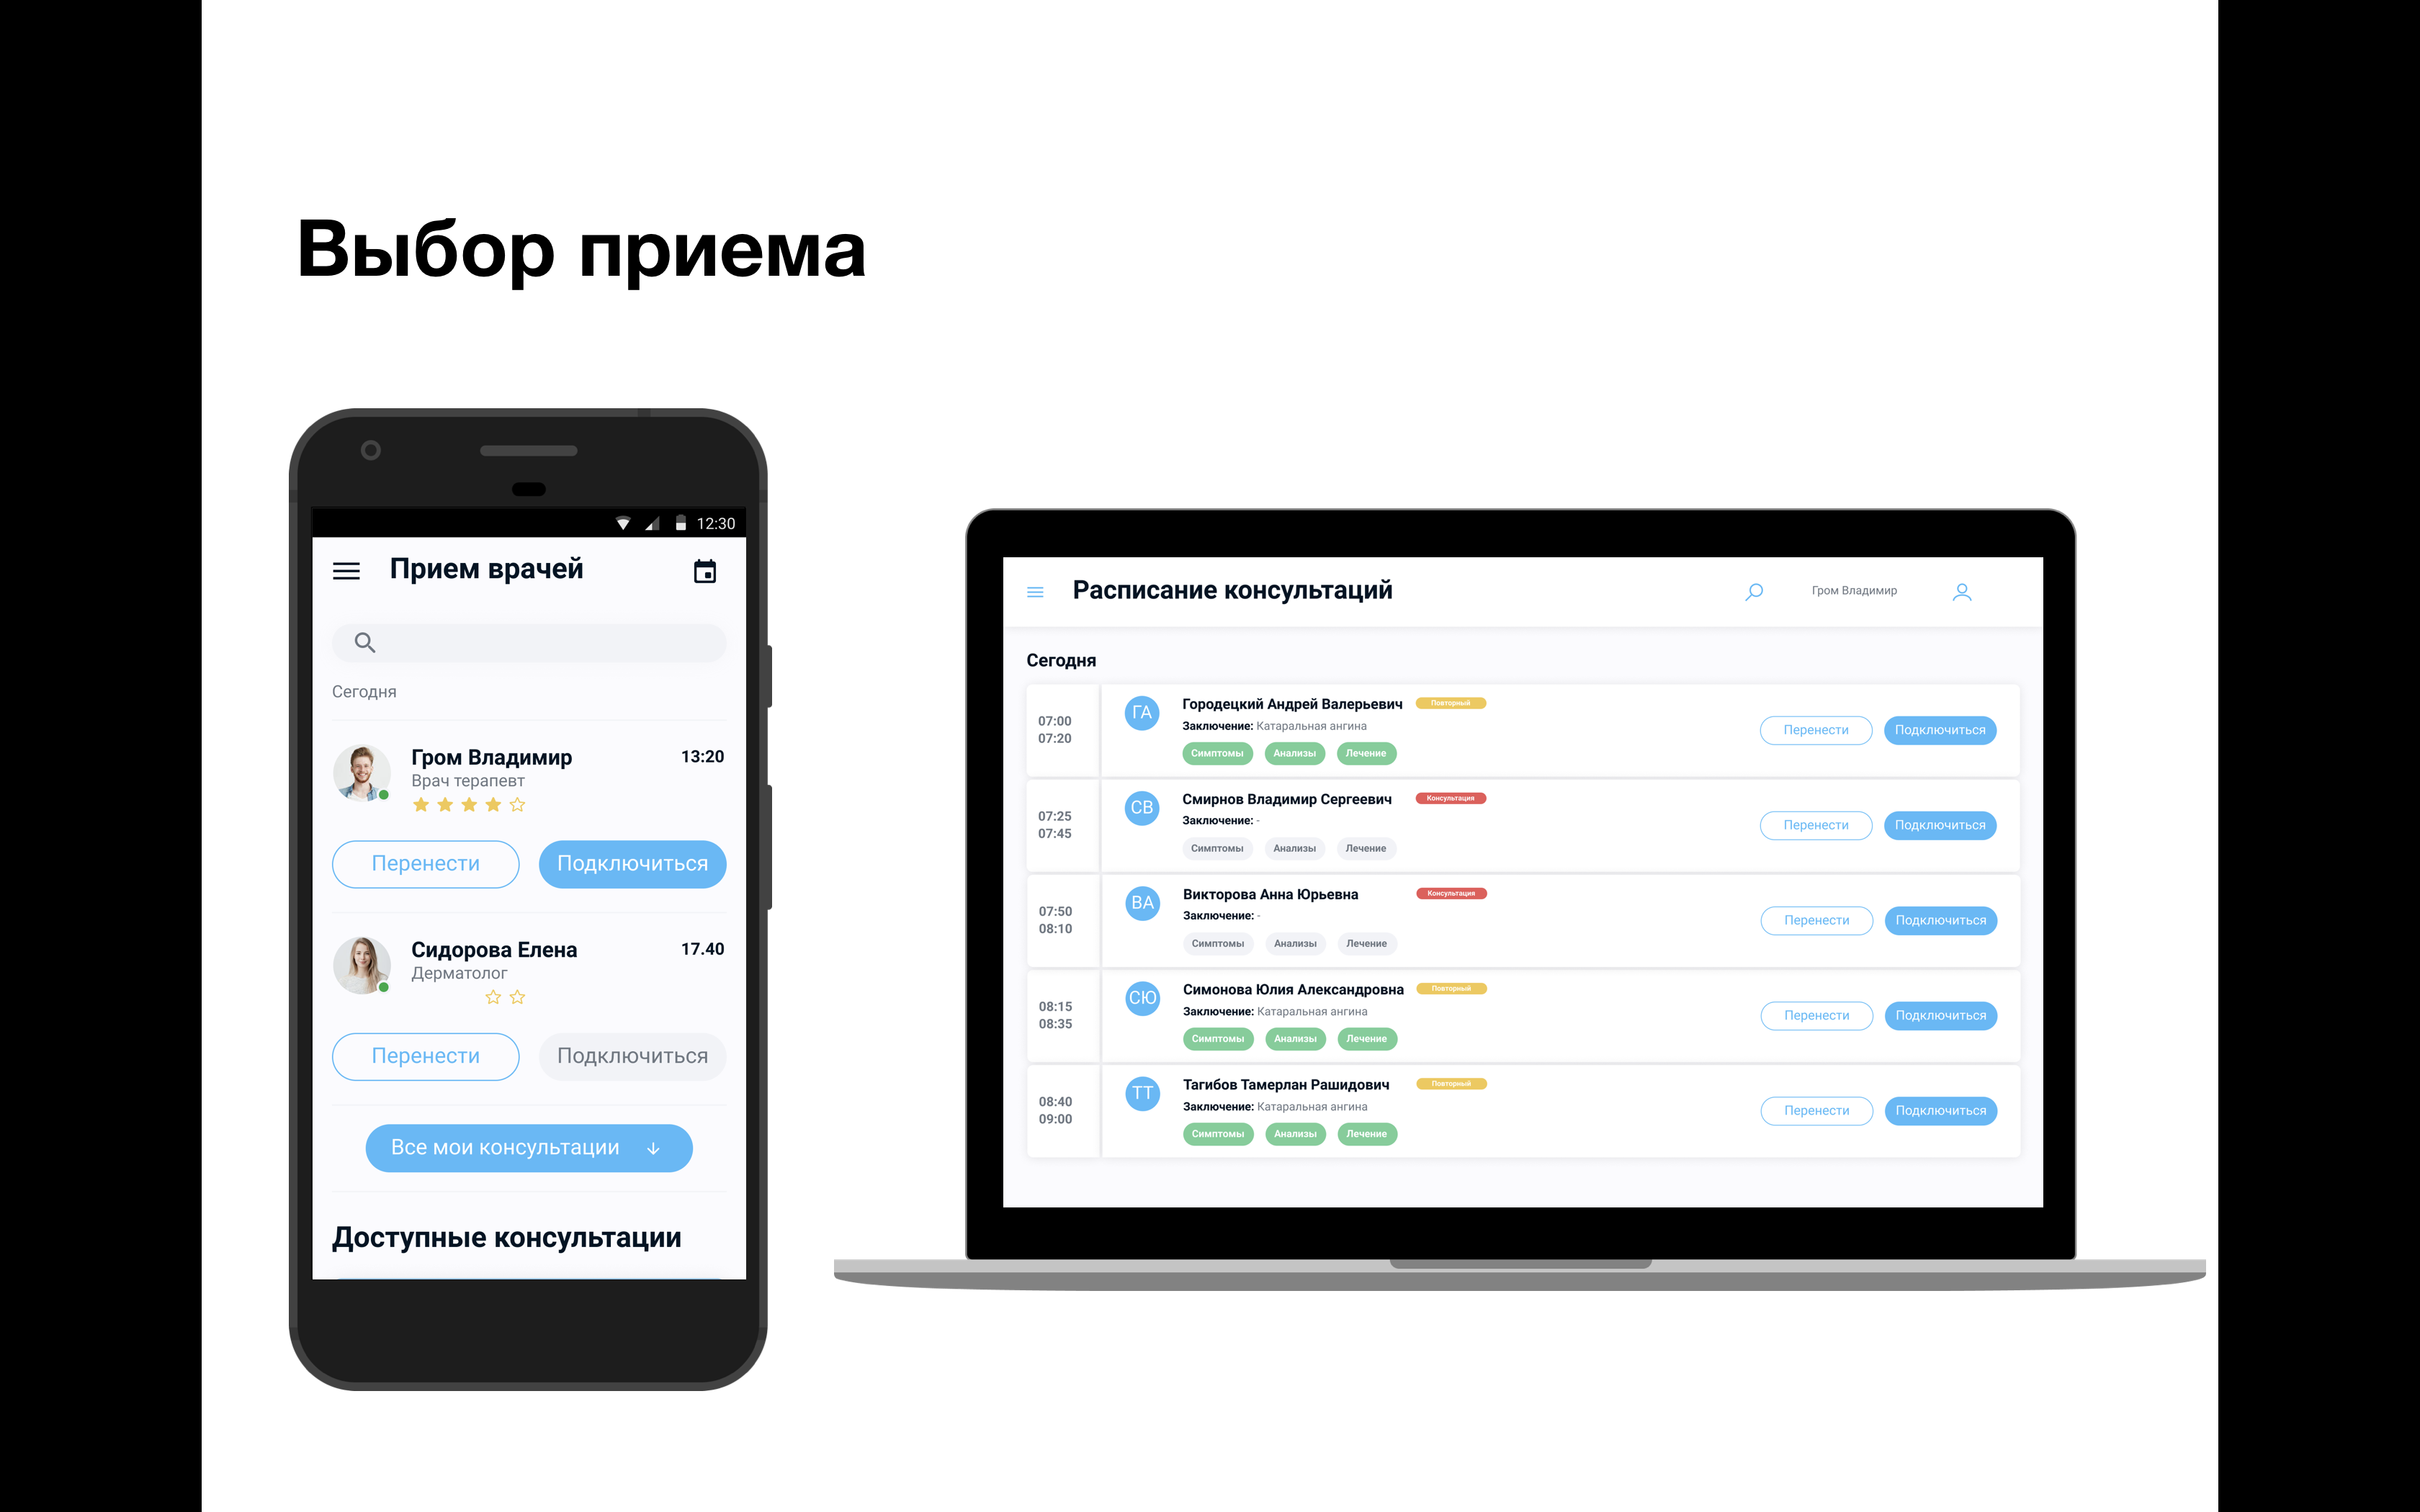 Выбор приема
12:30
Прием врачей
Сегодня
Гром Владимир
13:20
Врач терапевт
Перенести
Подключиться
Сидорова Елена
17.40
Дерматолог
Перенести
Подключиться
Все мои консультации
Доступные консультации
Расписание консультаций
Гром Владимир
Сегодня
07:00
07:20
ГА
Городецкий Андрей Валерьевич
Повторный
Заключение: Катаральная ангина
Симптомы
Анализы
Лечение
Перенести
Подключиться
07:25
07:45
СВ
Смирнов Владимир Сергеевич
Консультация
Заключение: -
Симптомы
Анализы
Лечение
Перенести
Подключиться
07:50
08:10
ВА
Викторова Анна Юрьевна
Консультация
Заключение: -
Симптомы
Анализы
Лечение
Перенести
Подключиться
08:15
08:35
СЮ
Симонова Юлия Александровна
Повторный
Заключение: Катаральная ангина
Симптомы
Анализы
Лечение
Перенести
Подключиться
08:40
09:00
ТТ
Тагибов Тамерлан Рашидович
Повторный
Заключение: Катаральная ангина
Симптомы
Анализы
Лечение
Перенести
Подключиться